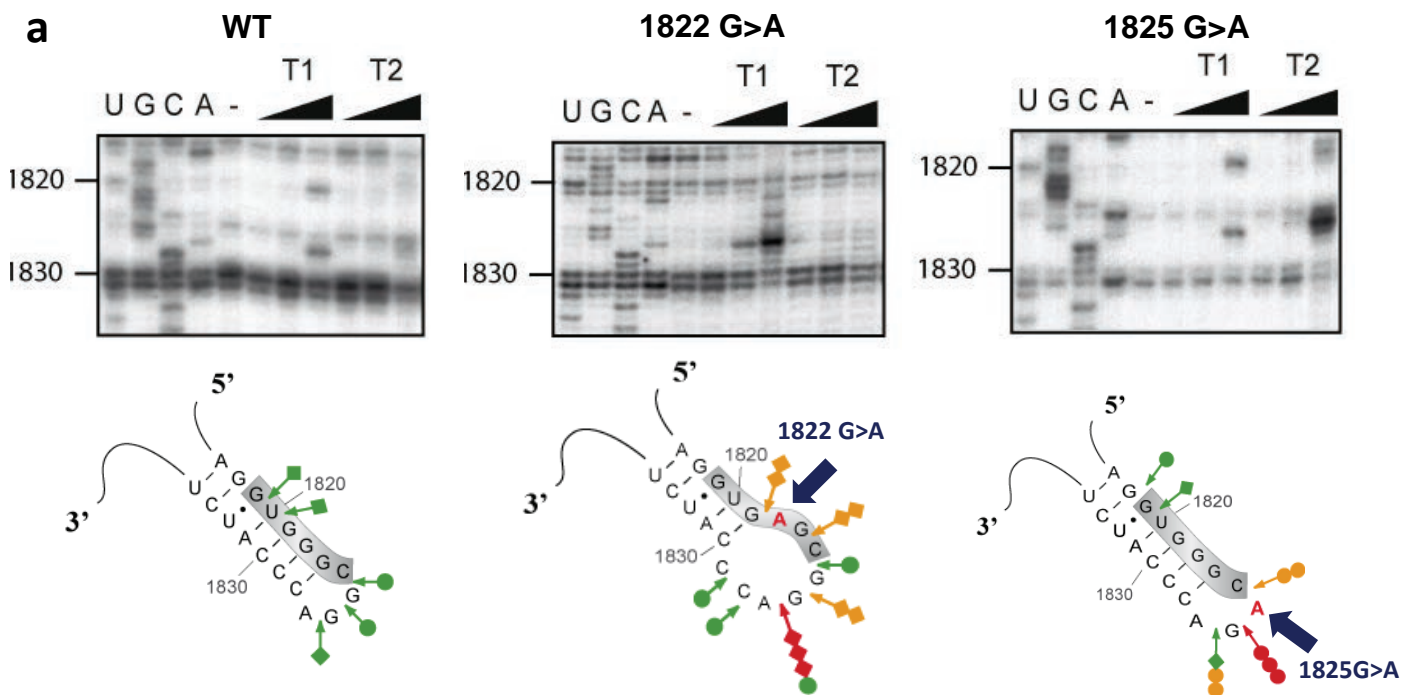 a
WT
T1 T2
U G C A -
1820
1830
5'
3'
A G G U G G G C G G A C C C A U C U
1820
1830
1822 G>A
T1 T2
U G C A -
1820
1830
5'
3'
1822 G>A
A G G U G A G C G G A C C C A U C U
1820
1830
1825 G>A
T1 T2
U G C A -
1820
1830
5'
3'
A G G U G G G C A G A C C C A U C U
1820
1830
1825G>A